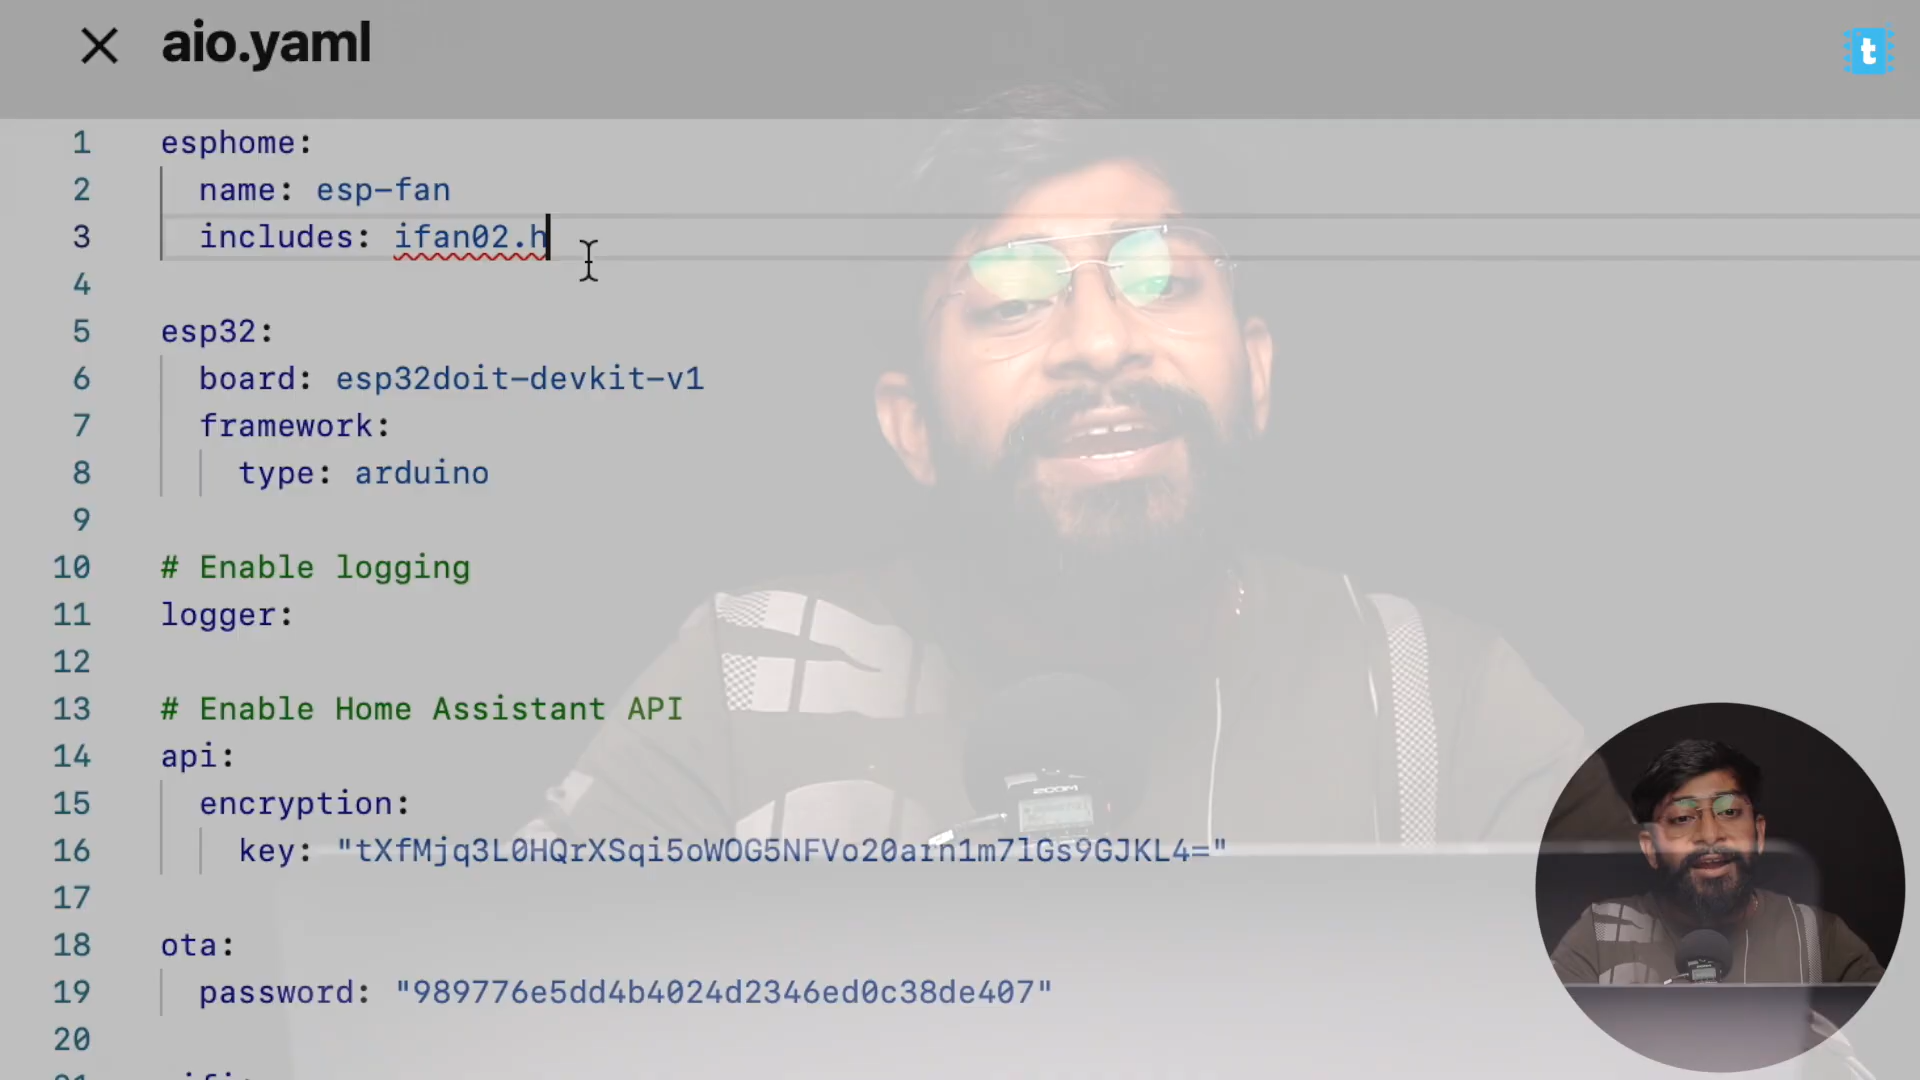 aio.yaml
t
1 esphome:
2 name: esp-fan
3 includes: ifan02.h
4
5 esp32:
6 board: esp32doit-devkit-v1
7 framework:
8 type: arduino
9
10 # Enable logging
11 logger:
12
13 # Enable Home Assistant API
14 api:
15 encryption:
16 key: "tXfMjq3L0HQrXSqi5oWOG5NFVo20arn1m7lGs9GJKL4="
17
18 ota:
19 password: "989776e5dd4b4024d2346ed0c38de407"
20
zoom